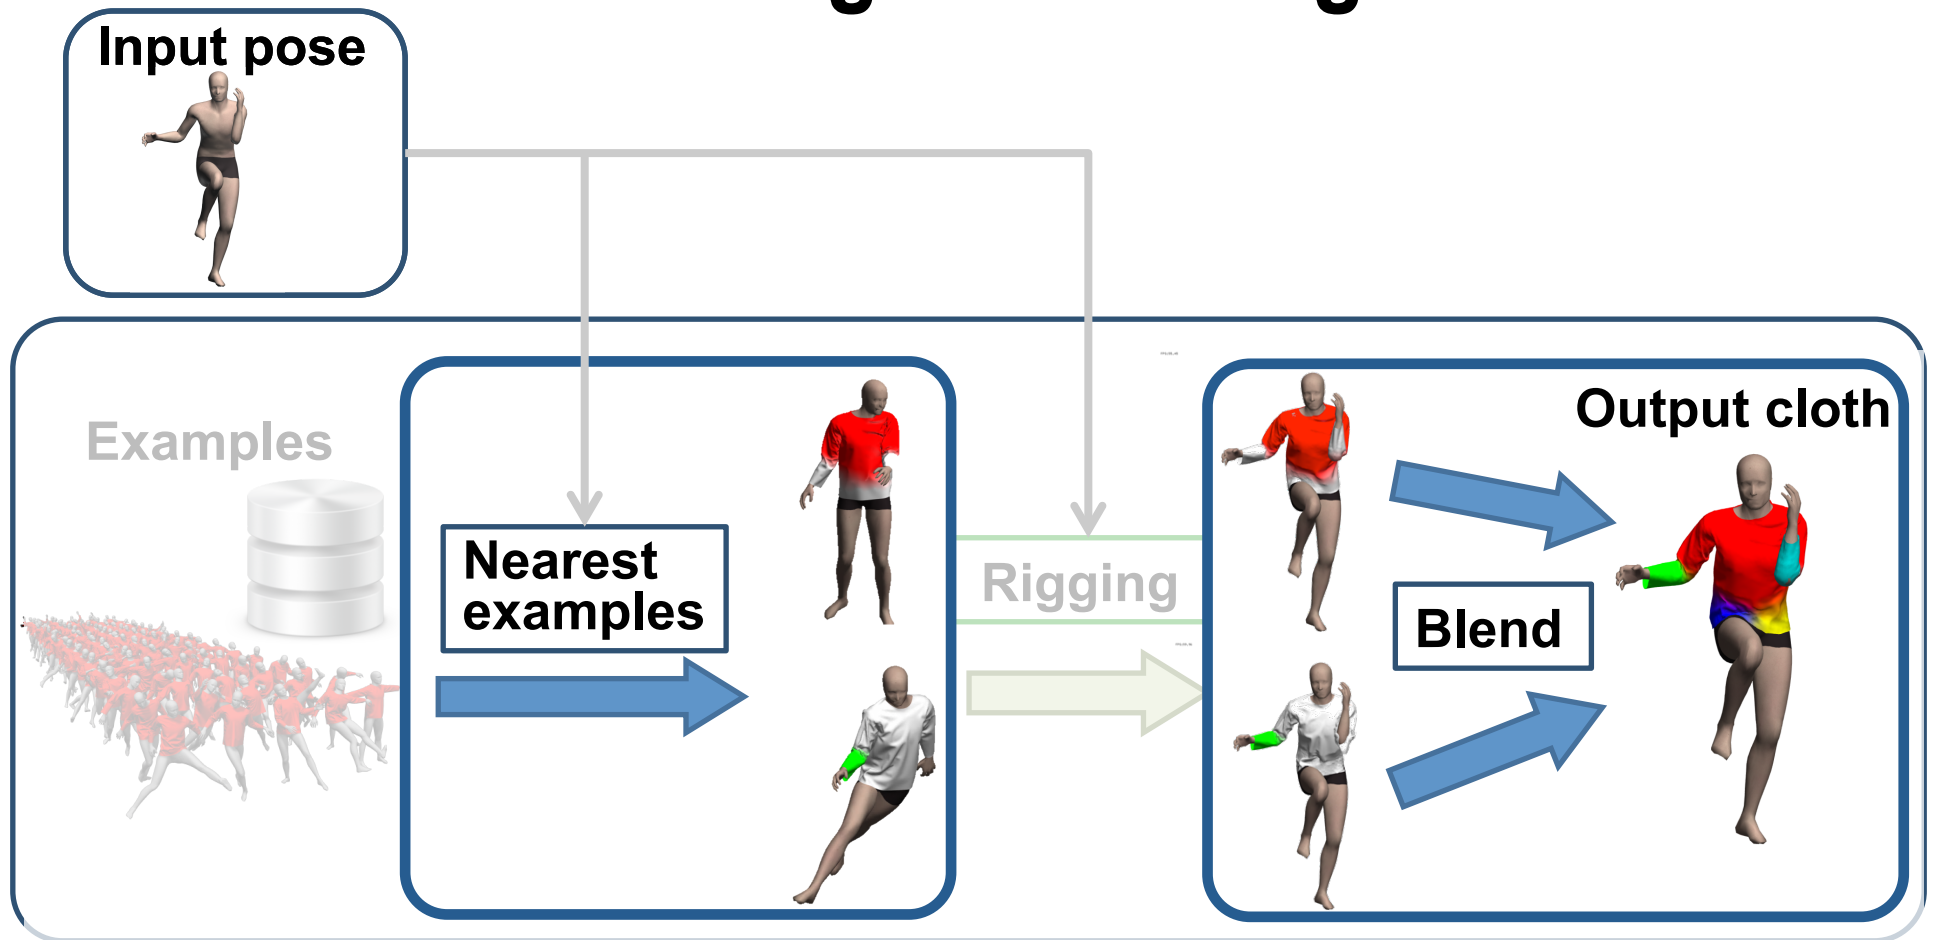 Input pose
Examples
Nearest
examples
Rigging
Output cloth
Blend